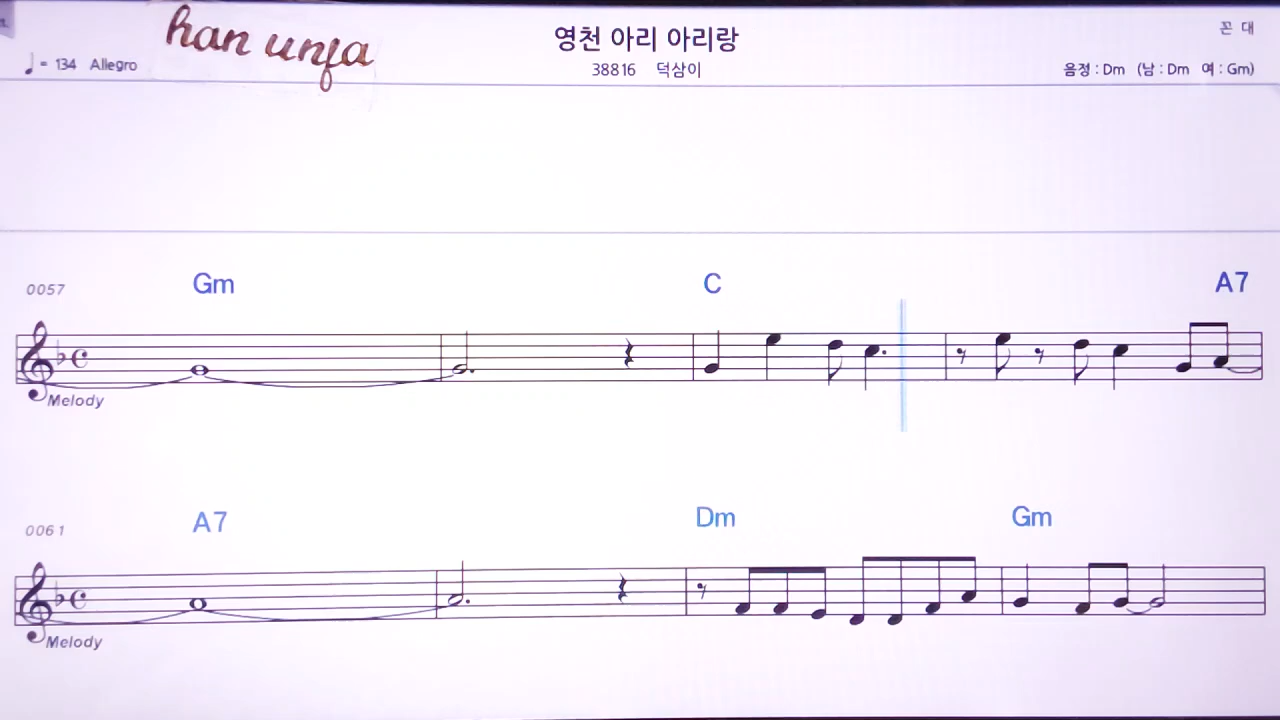 han unfa
영천 아리 아리랑
꼰 대
♩ = 134 Allegro
38816 덕삼이
음정 : Dm (남 : Dm 여 : Gm)
0057 Gm C A7
Melody
0061 A7 Dm Gm
Melody